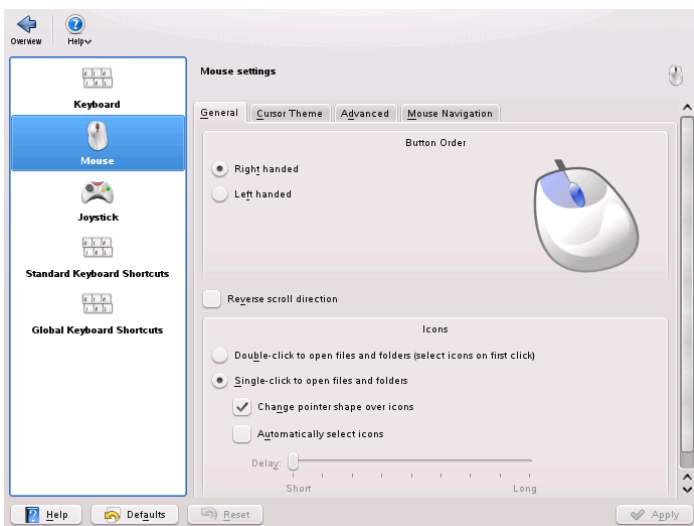 Overview
Help
Keyboard
Mouse
Joystick
Standard Keyboard Shortcuts
Global Keyboard Shortcuts
Mouse settings
General
Cursor Theme
Advanced
Mouse Navigation
Button Order
Right handed
Left handed
Reverse scroll direction
Icons
Double-click to open files and folders (select icons on first click)
Single-click to open files and folders
Change pointer shape over icons
Automatically select icons
Delay:
Short
Long
Help
Defaults
Reset
Apply